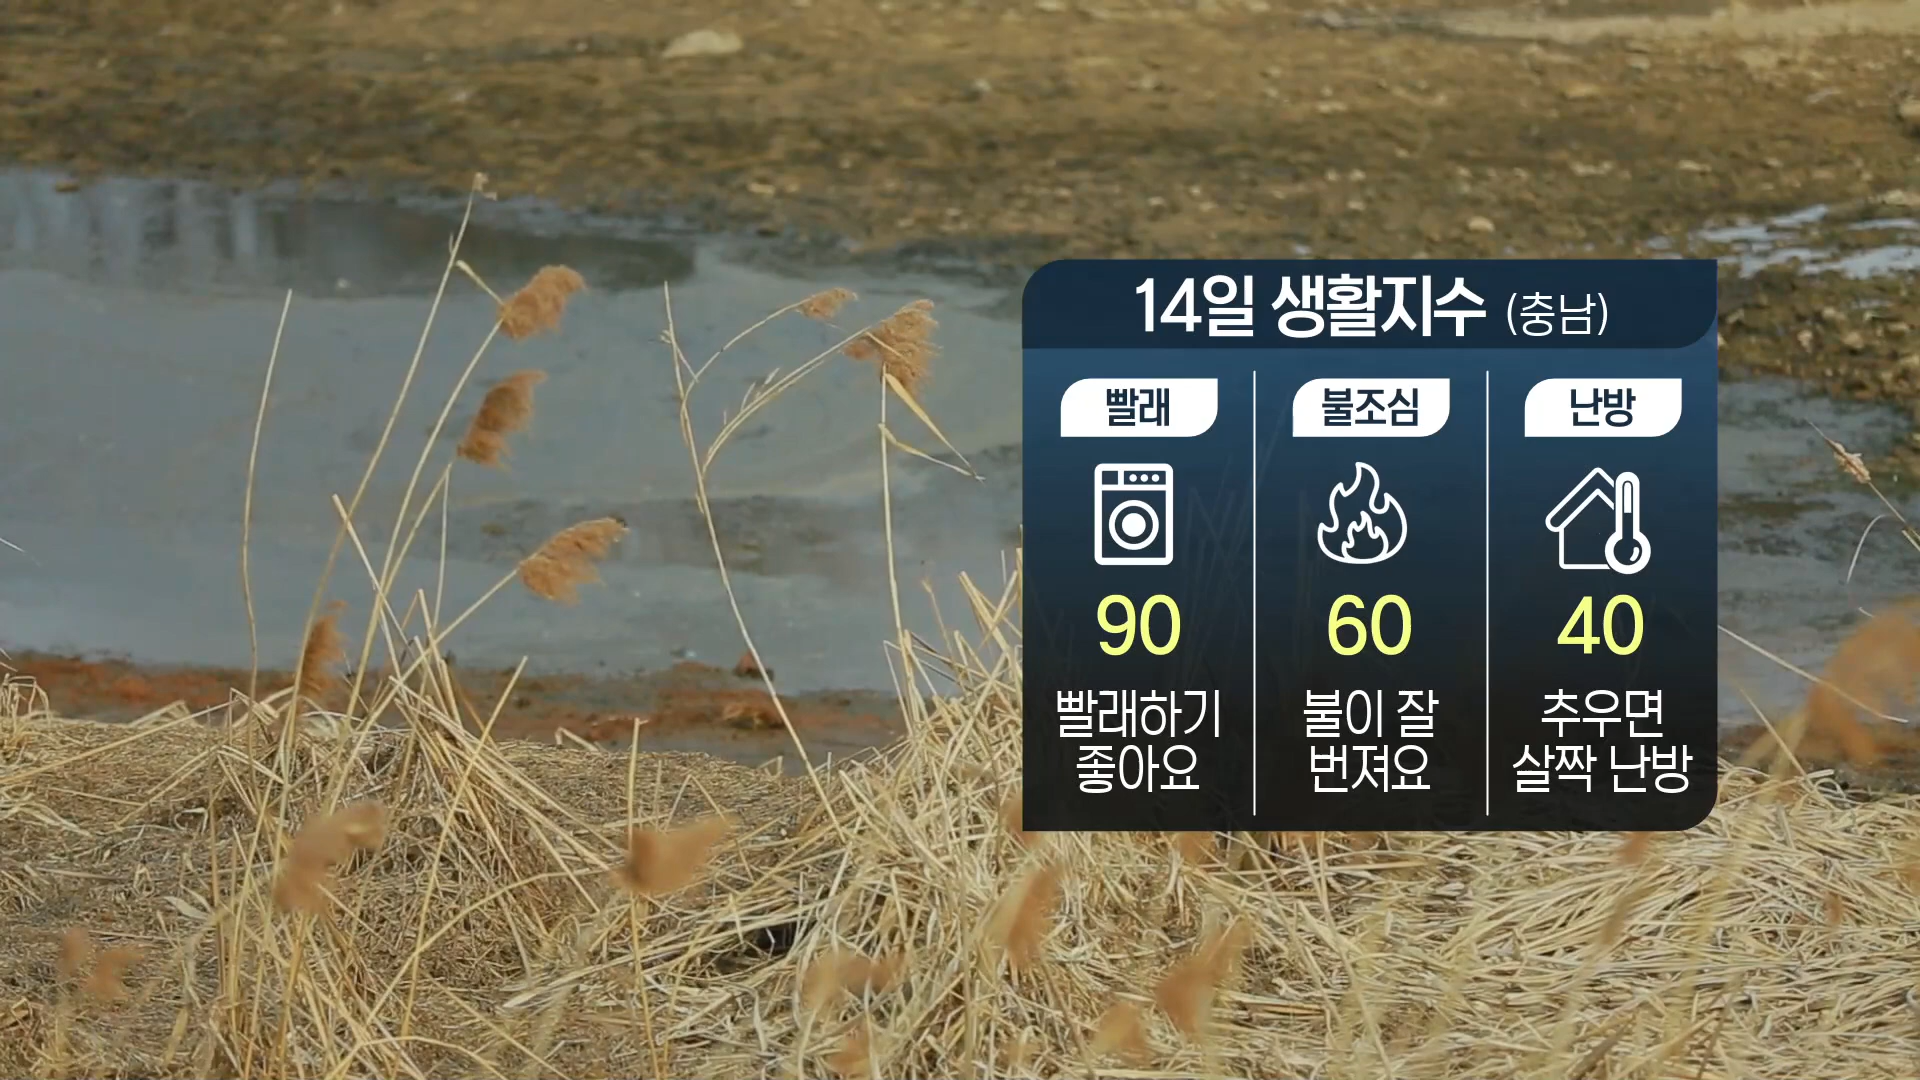 14일 생활지수 (충남)
빨래
90
빨래하기
좋아요
불조심
60
불이 잘
번져요
난방
40
추우면
살짝 난방